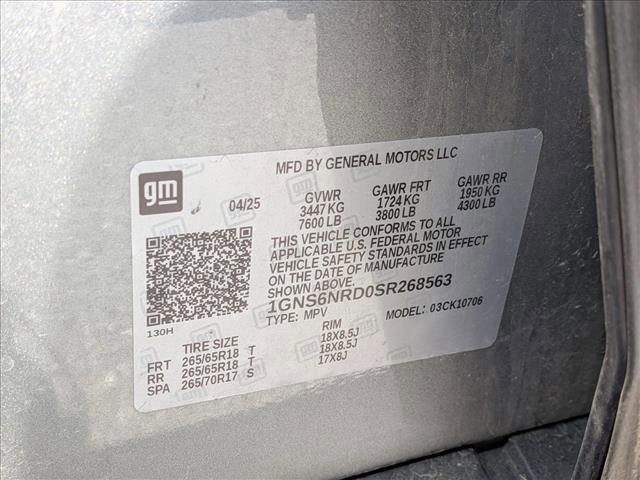 MFD BY GENERAL MOTORS LLC
gm
04/25
GVWR GAWR FRT GAWR RR
3447 KG 1724 KG 1950 KG
7600 LB 3800 LB 4300 LB
THIS VEHICLE CONFORMS TO ALL
APPLICABLE U.S. FEDERAL MOTOR
VEHICLE SAFETY STANDARDS IN EFFECT
ON THE DATE OF MANUFACTURE
SHOWN ABOVE.
1GNS6NRD0SR268563
TYPE: MPV MODEL: 03CK10706
130H
TIRE SIZE RIM
FRT 265/65R18 T 18X8.5J
RR 265/65R18 T 18X8.5J
SPA 265/70R17 S 17X8J